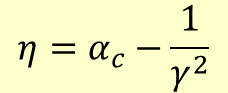 η = α_c − 1/γ²